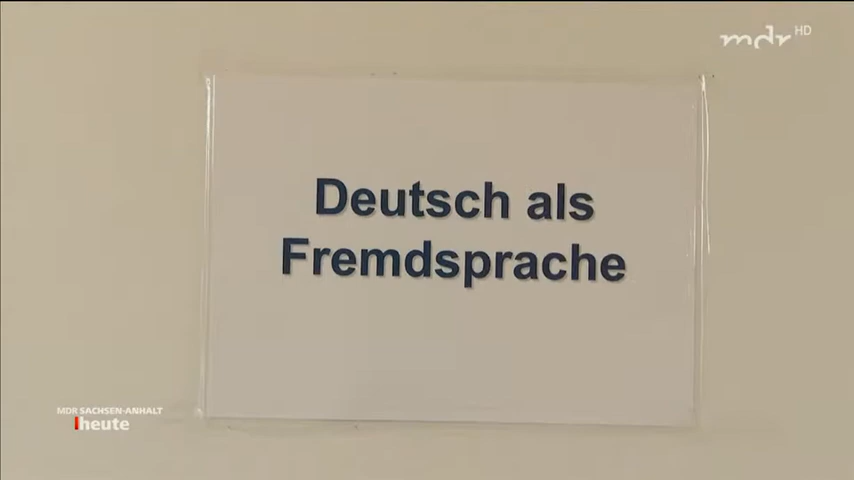 mdr HD
Deutsch als
Fremdsprache
MDR SACHSEN-ANHALT
heute